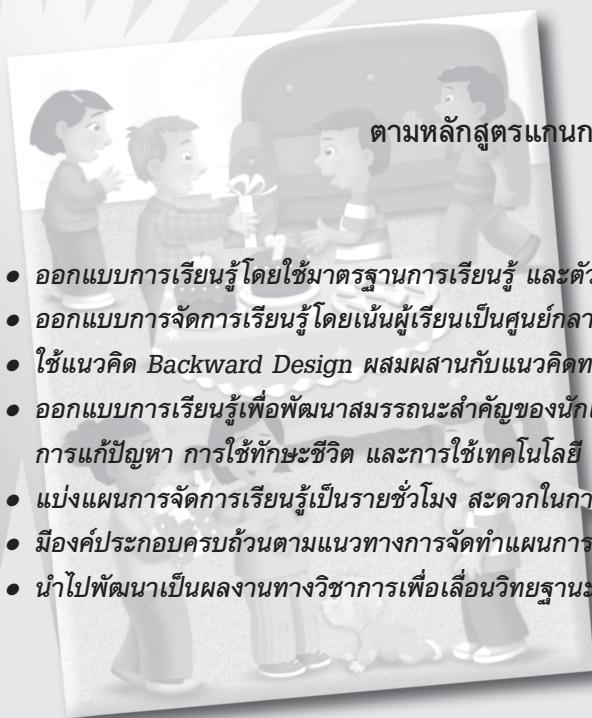 ตามหลักสูตรแกนก
• ออกแบบการเรียนรู้โดยใช้มาตรฐานการเรียนรู้ และตัว
• ออกแบบการจัดการเรียนรู้โดยเน้นผู้เรียนเป็นศูนย์กลา
• ใช้แนวคิด Backward Design ผสมผสานกับแนวคิดท
• ออกแบบการเรียนรู้เพื่อพัฒนาสมรรถนะสำคัญของนักเ
การแก้ปัญหา การใช้ทักษะชีวิต และการใช้เทคโนโลยี
• แบ่งแผนการจัดการเรียนรู้เป็นรายชั่วโมง สะดวกในกา
• มีองค์ประกอบครบถ้วนตามแนวทางการจัดทำแผนการ
• นำไปพัฒนาเป็นผลงานทางวิชาการเพื่อเลื่อนวิทยฐานะ